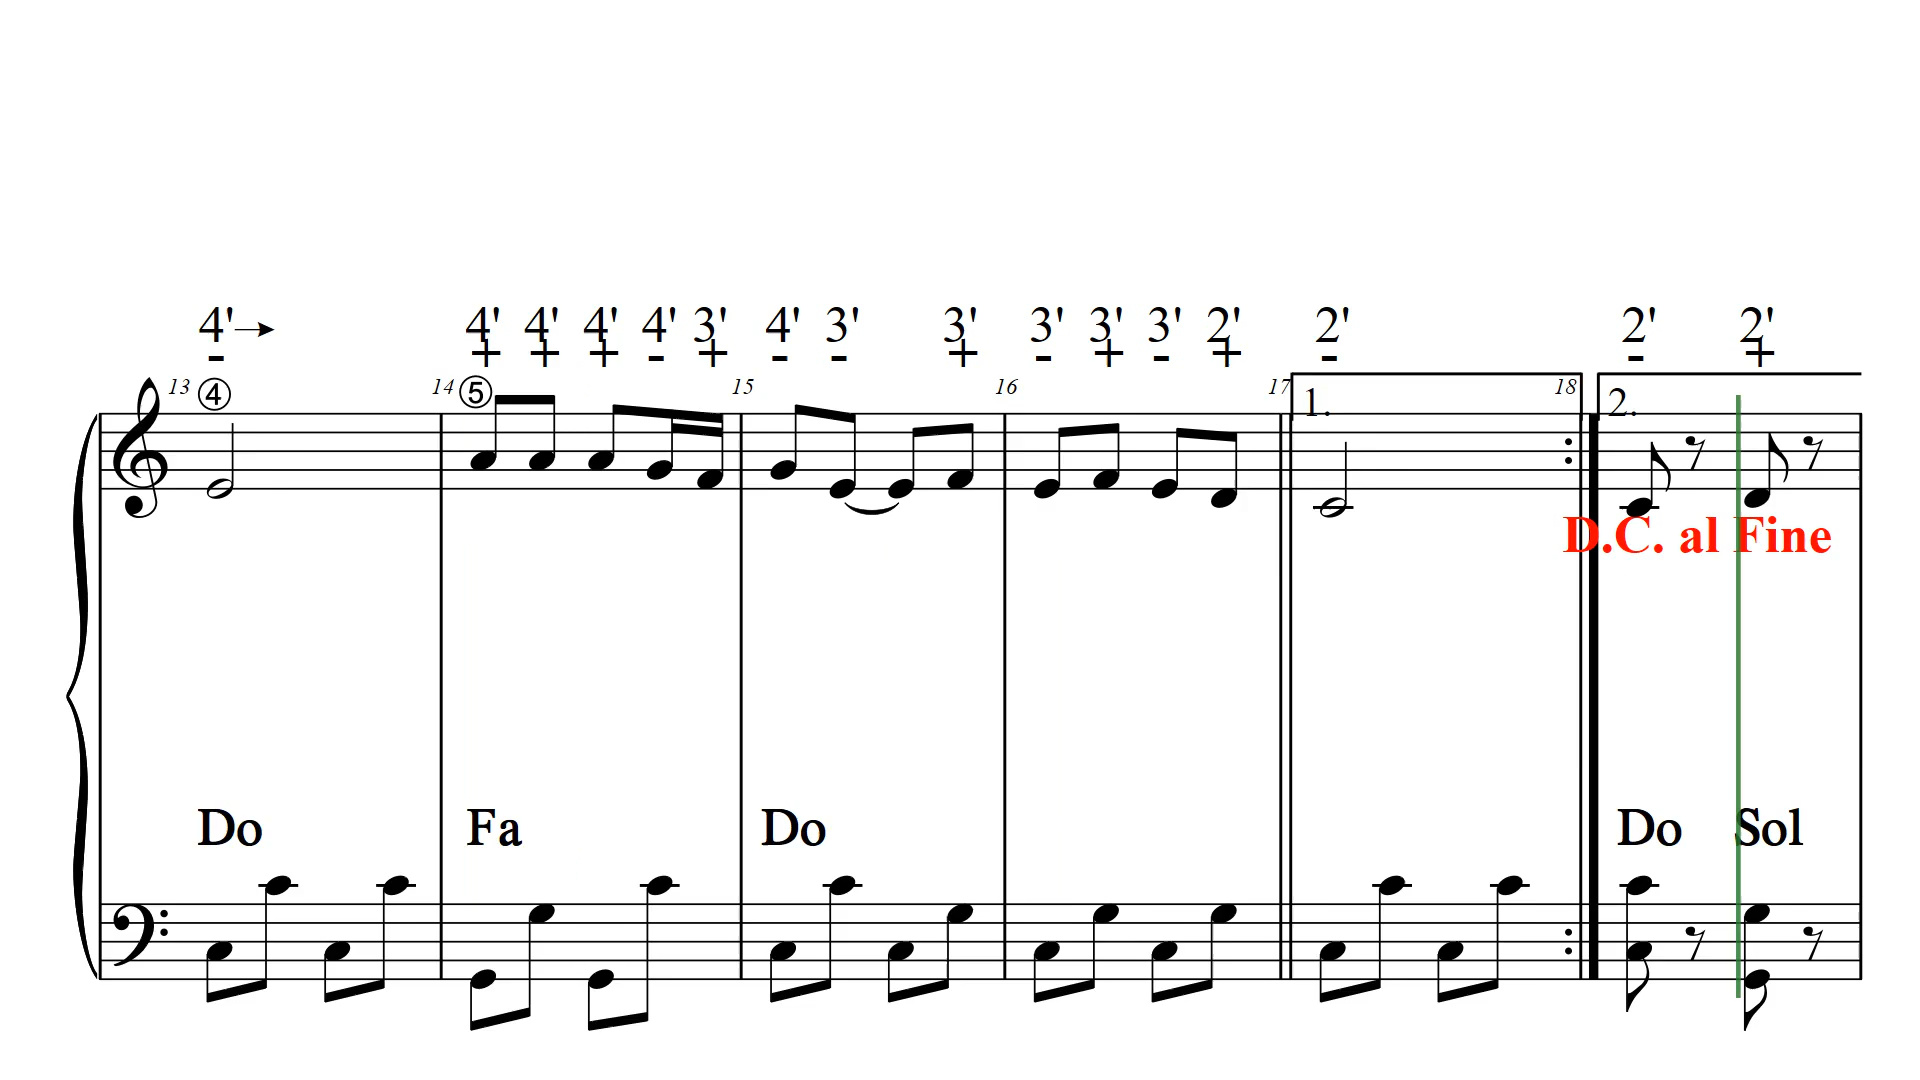 4' 4' 4' 4' 4' 3' 4' 3' 3' 3' 3' 3' 2' 2' 2' 2'
- + + + - + - - + - + - + - - +
13 ④ 14 ⑤ 15 16 17 18
1. 2.
D.C. al Fine
Do Fa Do Do Sol